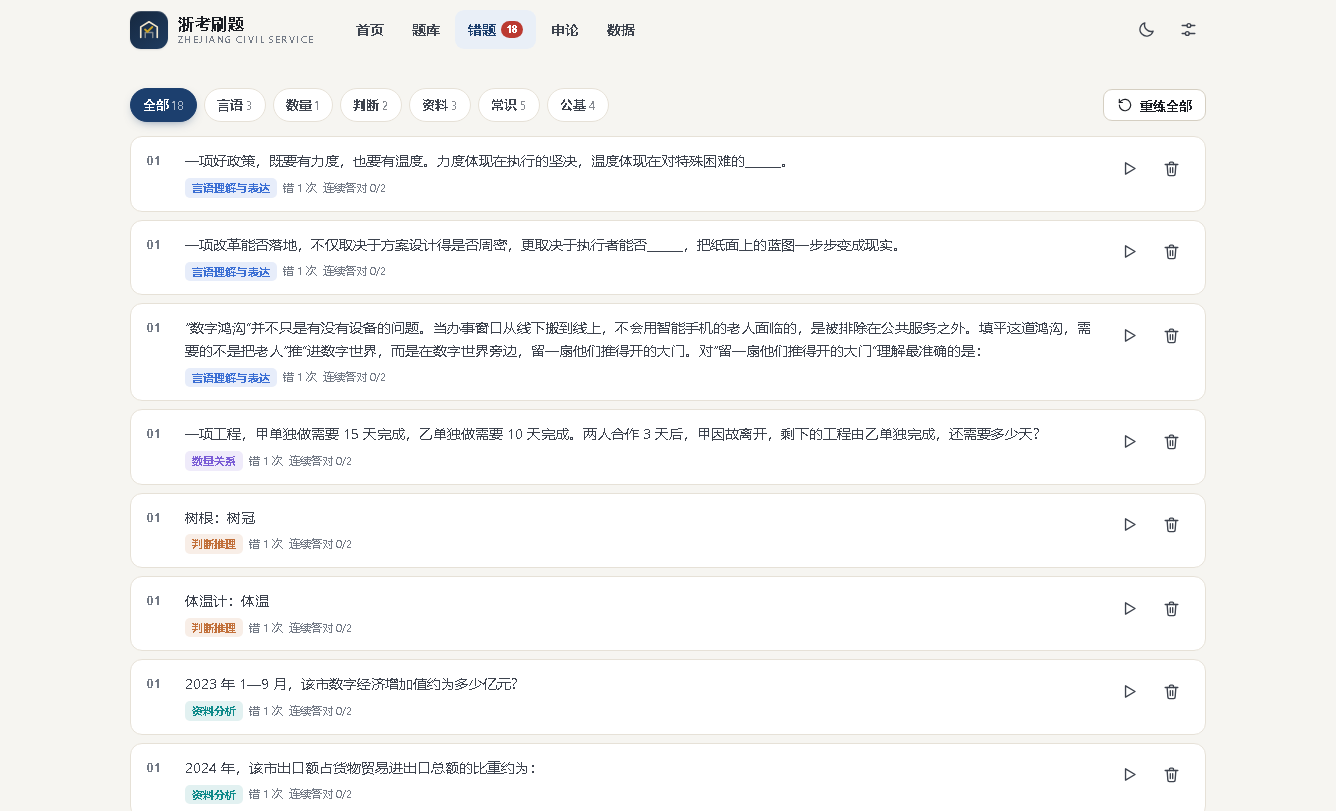 浙考刷题
ZHEJIANG CIVIL SERVICE
首页 题库 错题 18 申论 数据
全部 18 言语 3 数量 1 判断 2 资料 3 常识 5 公基 4 重练全部
01 一项好政策，既要有力度，也要有温度。力度体现在执行的坚决，温度体现在对特殊困难的_____。
言语理解与表达 错 1 次 连续答对 0/2
01 一项改革能否落地，不仅取决于方案设计得是否周密，更取决于执行者能否_____，把纸面上的蓝图一步步变成现实。
言语理解与表达 错 1 次 连续答对 0/2
01 "数字鸿沟"并不只是有没有设备的问题。当办事窗口从线下搬到线上，不会用智能手机的老人面临的，是被排除在公共服务之外。填平这道鸿沟，需
要的不是把老人"推"进数字世界，而是在数字世界旁边，留一扇他们推得开的大门。对"留一扇他们推得开的大门"理解最准确的是：
言语理解与表达 错 1 次 连续答对 0/2
01 一项工程，甲单独做需要 15 天完成，乙单独做需要 10 天完成。两人合作 3 天后，甲因故离开，剩下的工程由乙单独完成，还需要多少天？
数量关系 错 1 次 连续答对 0/2
01 树根：树冠
判断推理 错 1 次 连续答对 0/2
01 体温计：体温
判断推理 错 1 次 连续答对 0/2
01 2023 年 1—9 月，该市数字经济增加值约为多少亿元？
资料分析 错 1 次 连续答对 0/2
01 2024 年，该市出口额占货物贸易进出口总额的比重约为：
资料分析 错 1 次 连续答对 0/2